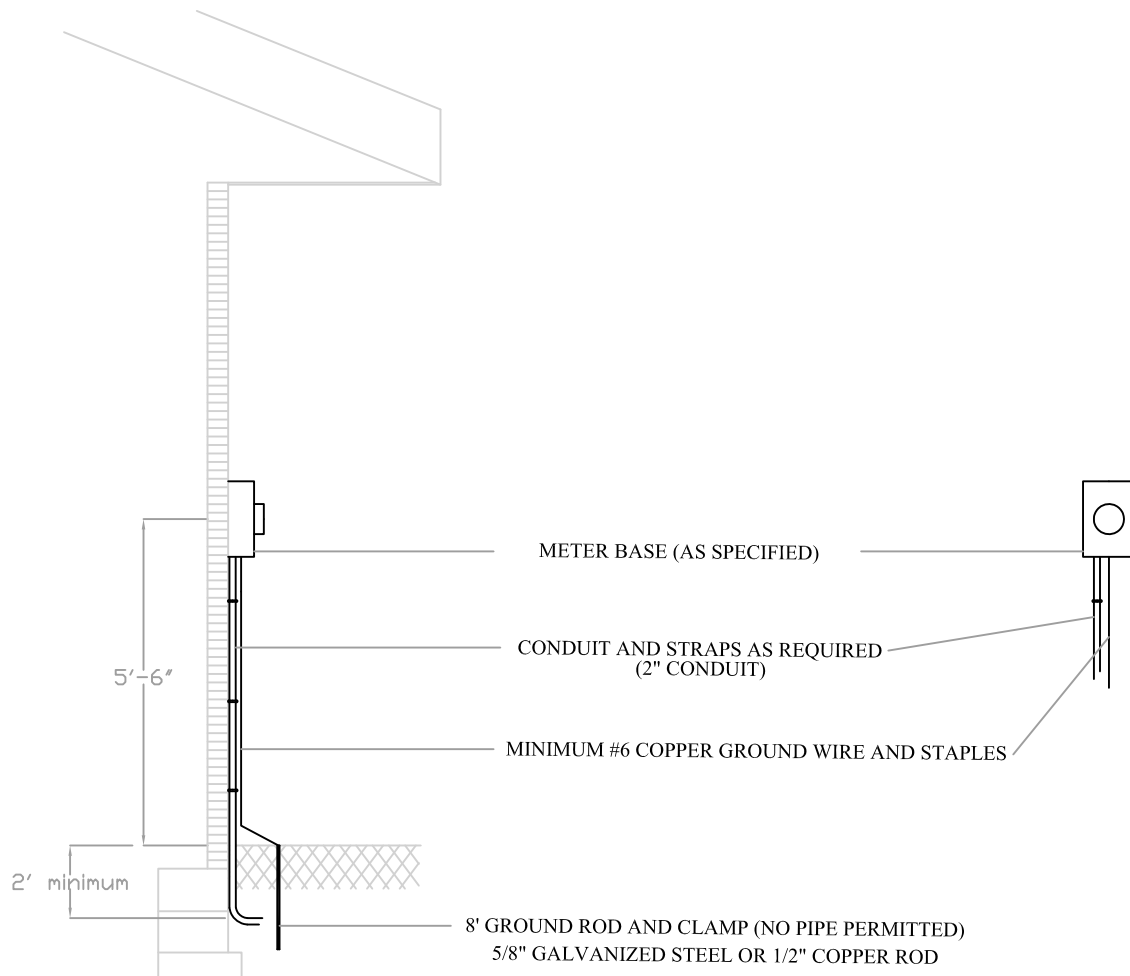 METER BASE (AS SPECIFIED)
CONDUIT AND STRAPS AS REQUIRED
(2" CONDUIT)
5'-6"
MINIMUM #6 COPPER GROUND WIRE AND STAPLES
2' minimum
8' GROUND ROD AND CLAMP (NO PIPE PERMITTED)
5/8" GALVANIZED STEEL OR 1/2" COPPER ROD